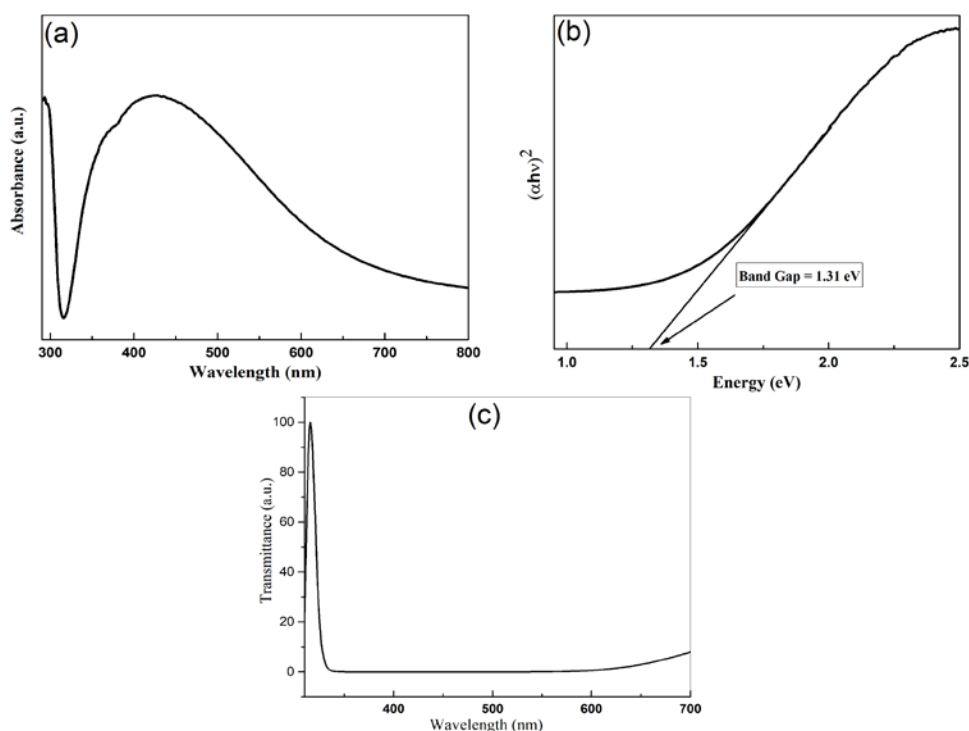 (a)
Absorbance (a.u.)
300 400 500 600 700 800
Wavelength (nm)
(b)
(αhν)²
Band Gap = 1.31 eV
1.0 1.5 2.0 2.5
Energy (eV)
(c)
Transmittance (a.u.)
100
80
60
40
20
0
400 500 600 700
Wavelength (nm)